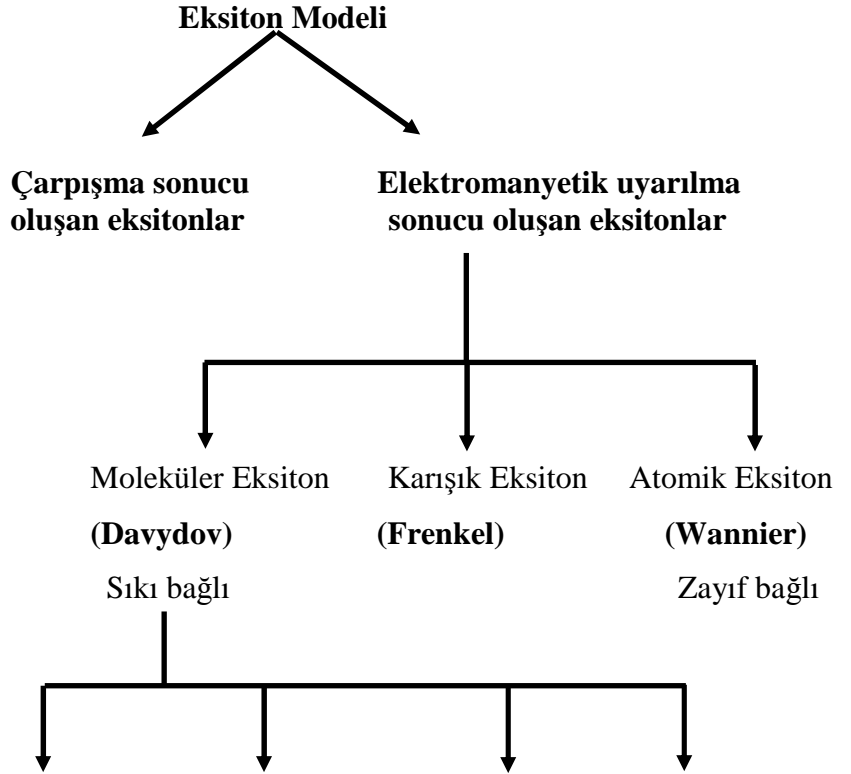 Eksiton Modeli
Çarpışma sonucu
oluşan eksitonlar
Elektromanyetik uyarılma
sonucu oluşan eksitonlar
Moleküler Eksiton
(Davydov)
Sıkı bağlı
Karışık Eksiton
(Frenkel)
Atomik Eksiton
(Wannier)
Zayıf bağlı